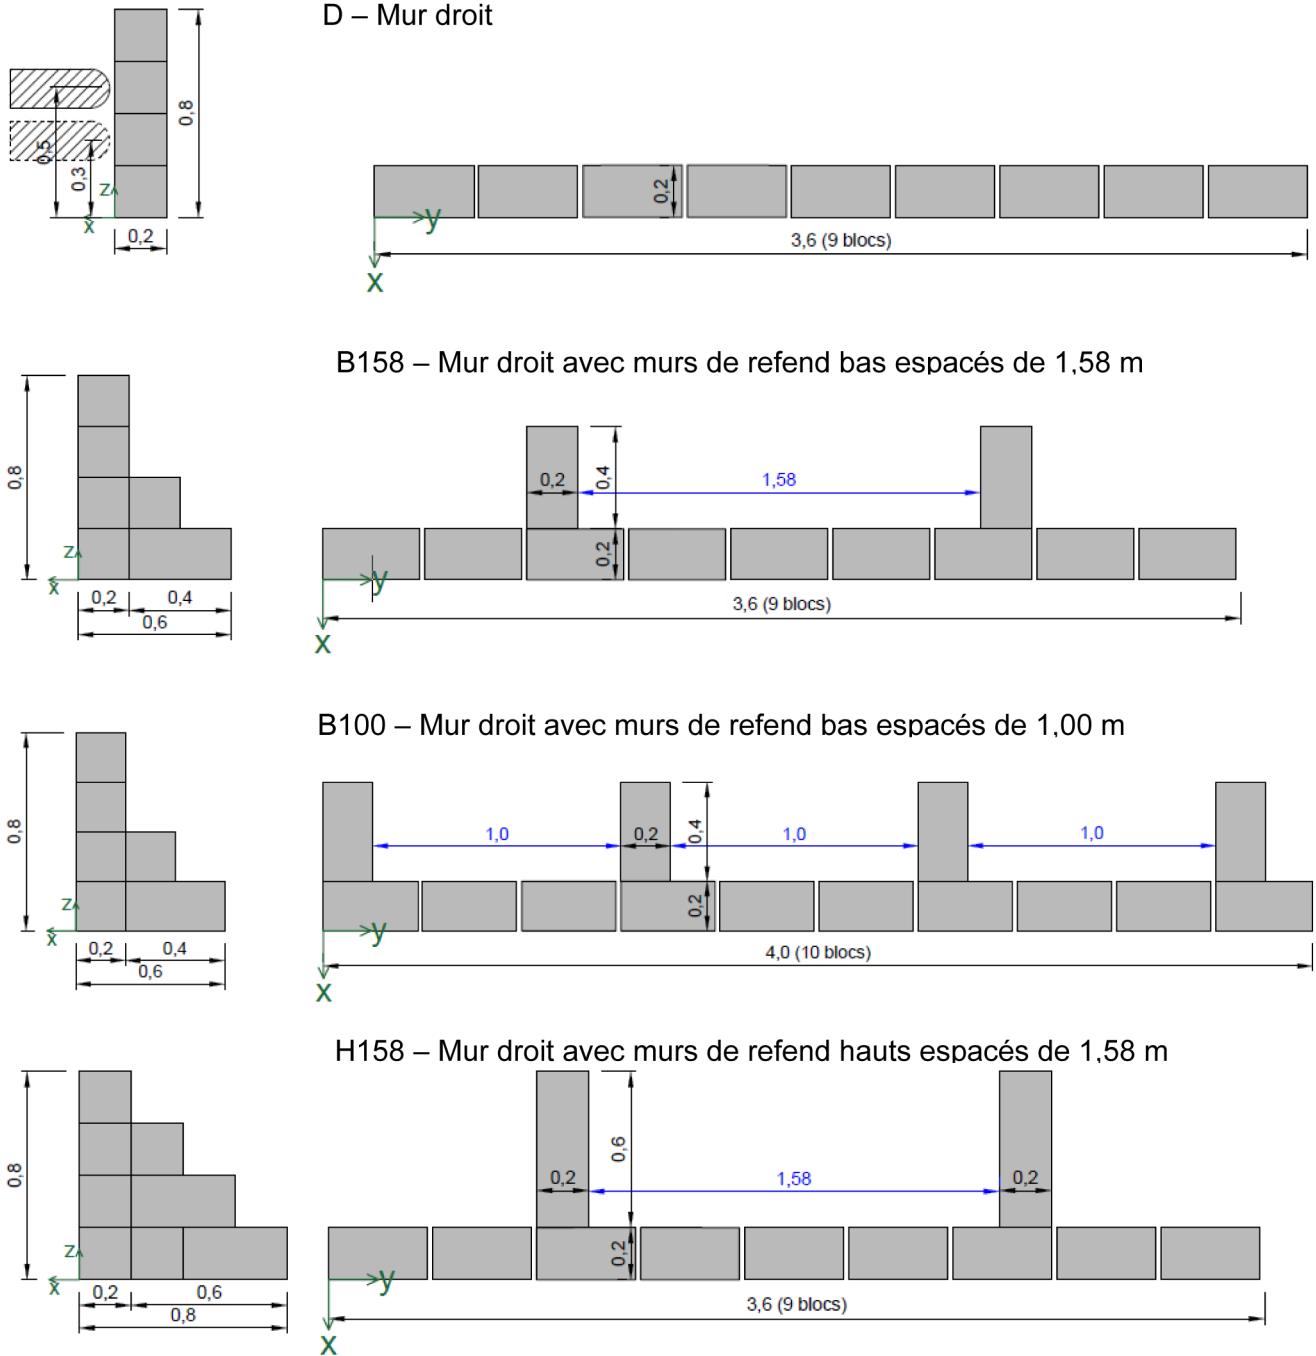 D – Mur droit
0,8
0,5
0,3
z
x
0,2
0,2
y
3,6 (9 blocs)
x
B158 – Mur droit avec murs de refend bas espacés de 1,58 m
0,8
z
x
0,2 0,4
0,6
0,2
0,4
1,58
0,2
y
3,6 (9 blocs)
x
B100 – Mur droit avec murs de refend bas espacés de 1,00 m
0,8
z
x
0,2 0,4
0,6
1,0
0,2
0,4
1,0
1,0
0,2
y
4,0 (10 blocs)
x
H158 – Mur droit avec murs de refend hauts espacés de 1,58 m
0,8
z
x
0,2 0,6
0,8
0,2
0,6
1,58
0,2
0,2
y
3,6 (9 blocs)
x